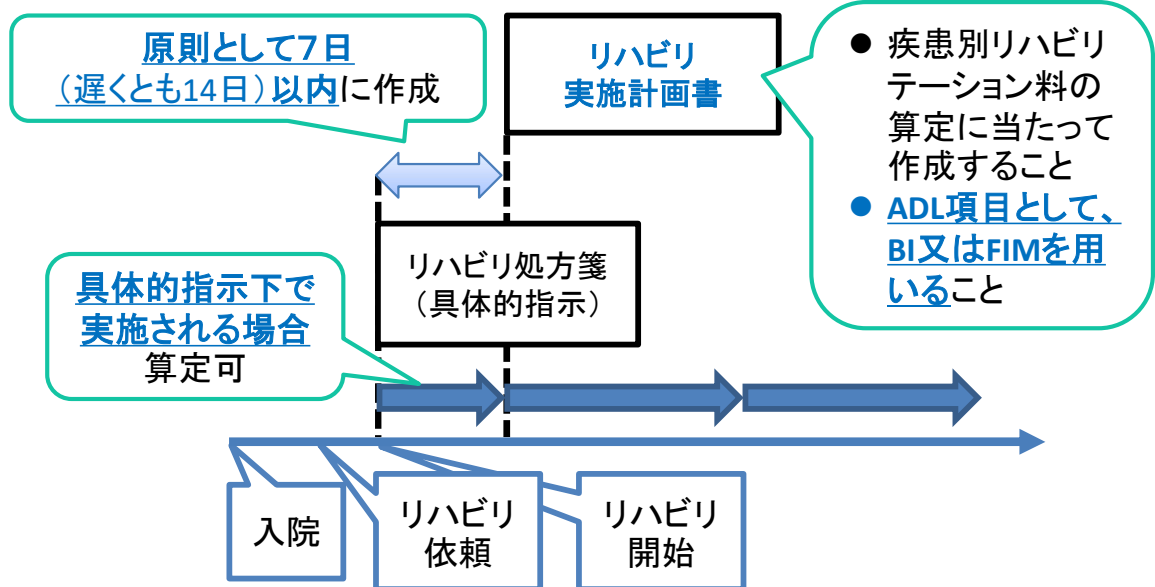 原則として7日
（遅くとも14日）以内に作成
リハビリ
実施計画書
● 疾患別リハビリ
テーション料の
算定に当たって
作成すること
● ADL項目として、
BI又はFIMを用
いること
リハビリ処方箋
（具体的指示）
具体的指示下で
実施される場合
算定可
入院
リハビリ
依頼
リハビリ
開始